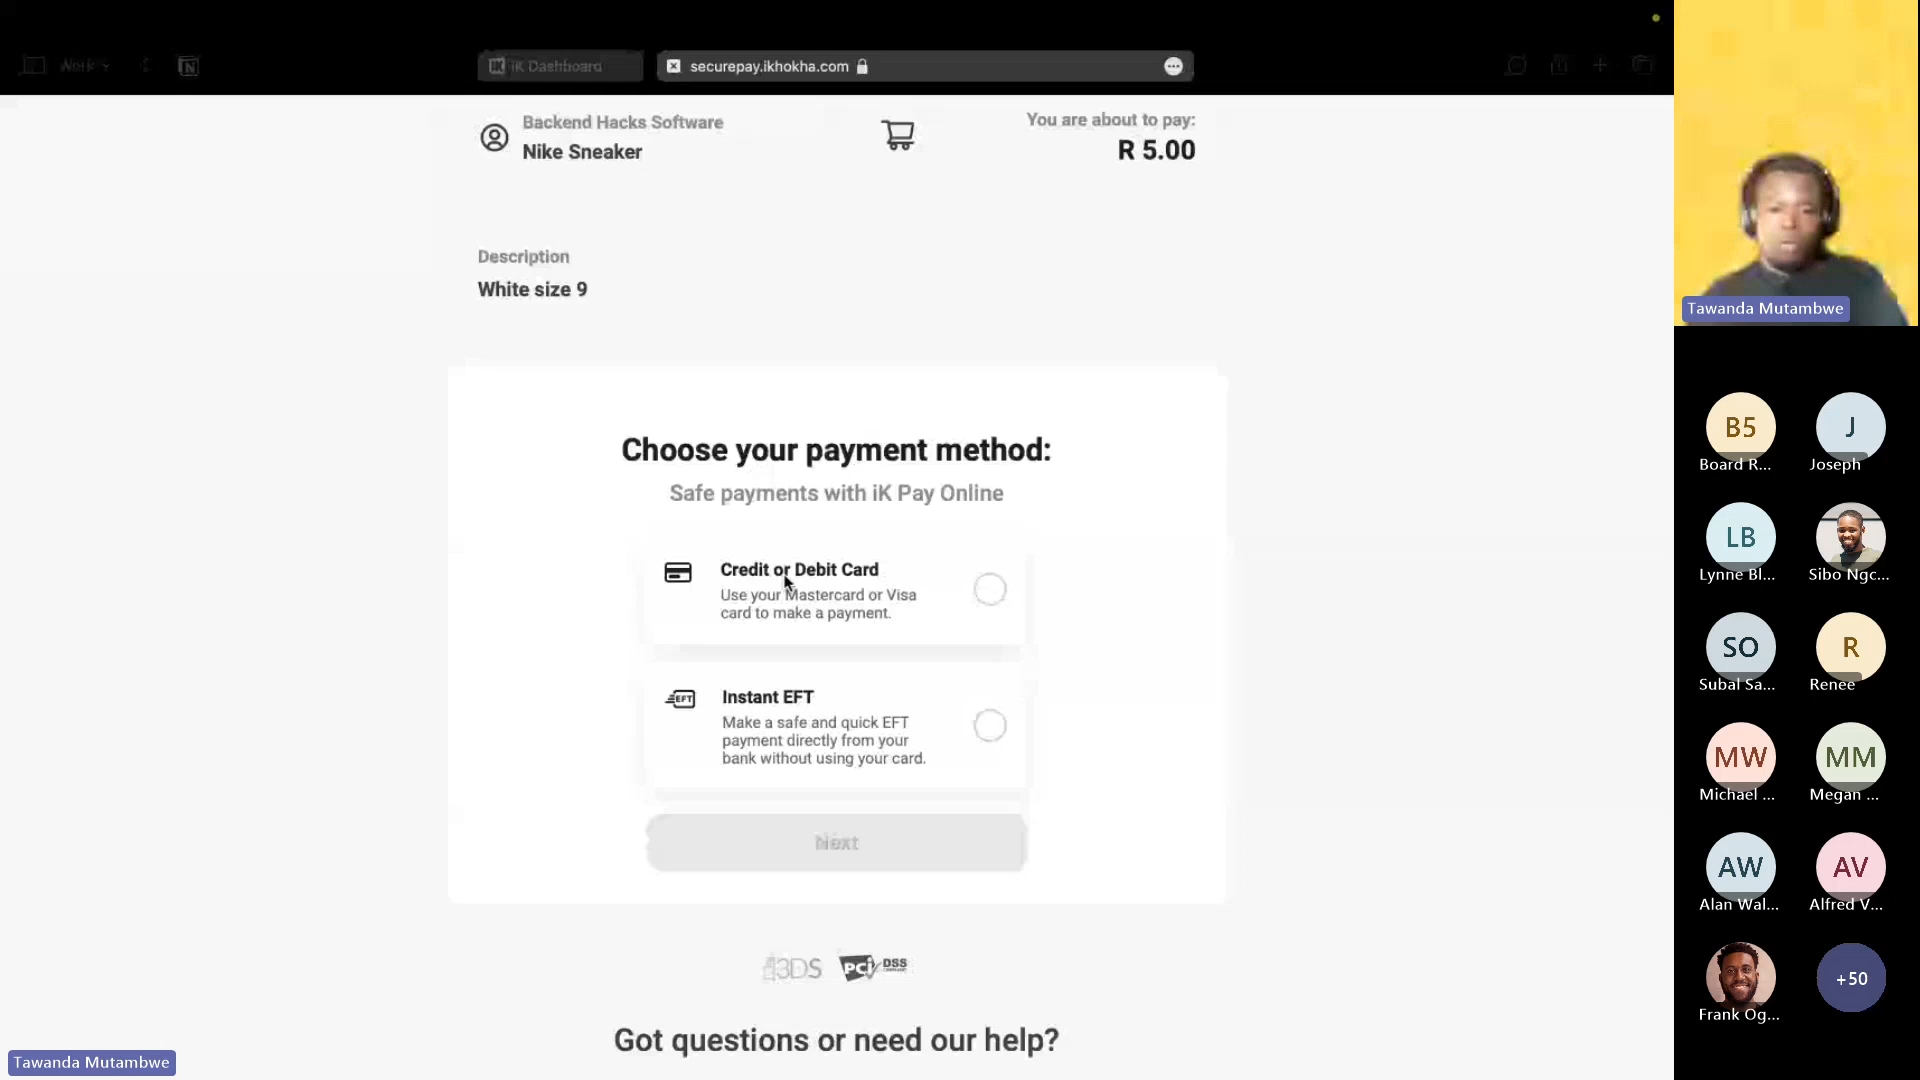 Work
iK Dashboard
securepay.ikhokha.com
Backend Hacks Software
Nike Sneaker
You are about to pay:
R 5.00
Description
White size 9
Choose your payment method:
Safe payments with iK Pay Online
Credit or Debit Card
Use your Mastercard or Visa
card to make a payment.
EFT
Instant EFT
Make a safe and quick EFT
payment directly from your
bank without using your card.
Next
3DS
PCI DSS
Got questions or need our help?
Tawanda Mutambwe
Tawanda Mutambwe
B5
Board R...
J
Joseph
LB
Lynne Bl...
Sibo Ngc...
SO
Subal Sa...
R
Renee
MW
Michael ...
MM
Megan ...
AW
Alan Wal...
AV
Alfred V...
Frank Og...
+50